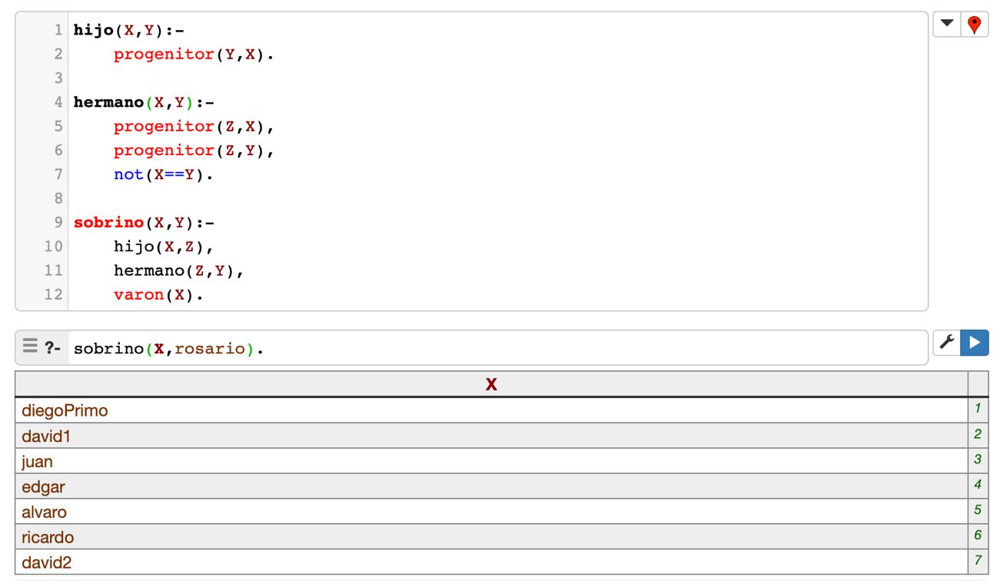 1 hijo(X,Y):-
2 progenitor(Y,X).
3
4 hermano(X,Y):-
5 progenitor(Z,X),
6 progenitor(Z,Y),
7 not(X==Y).
8
9 sobrino(X,Y):-
10 hijo(X,Z),
11 hermano(Z,Y),
12 varon(X).
?- sobrino(X,rosario).
X
diegoPrimo 1
david1 2
juan 3
edgar 4
alvaro 5
ricardo 6
david2 7